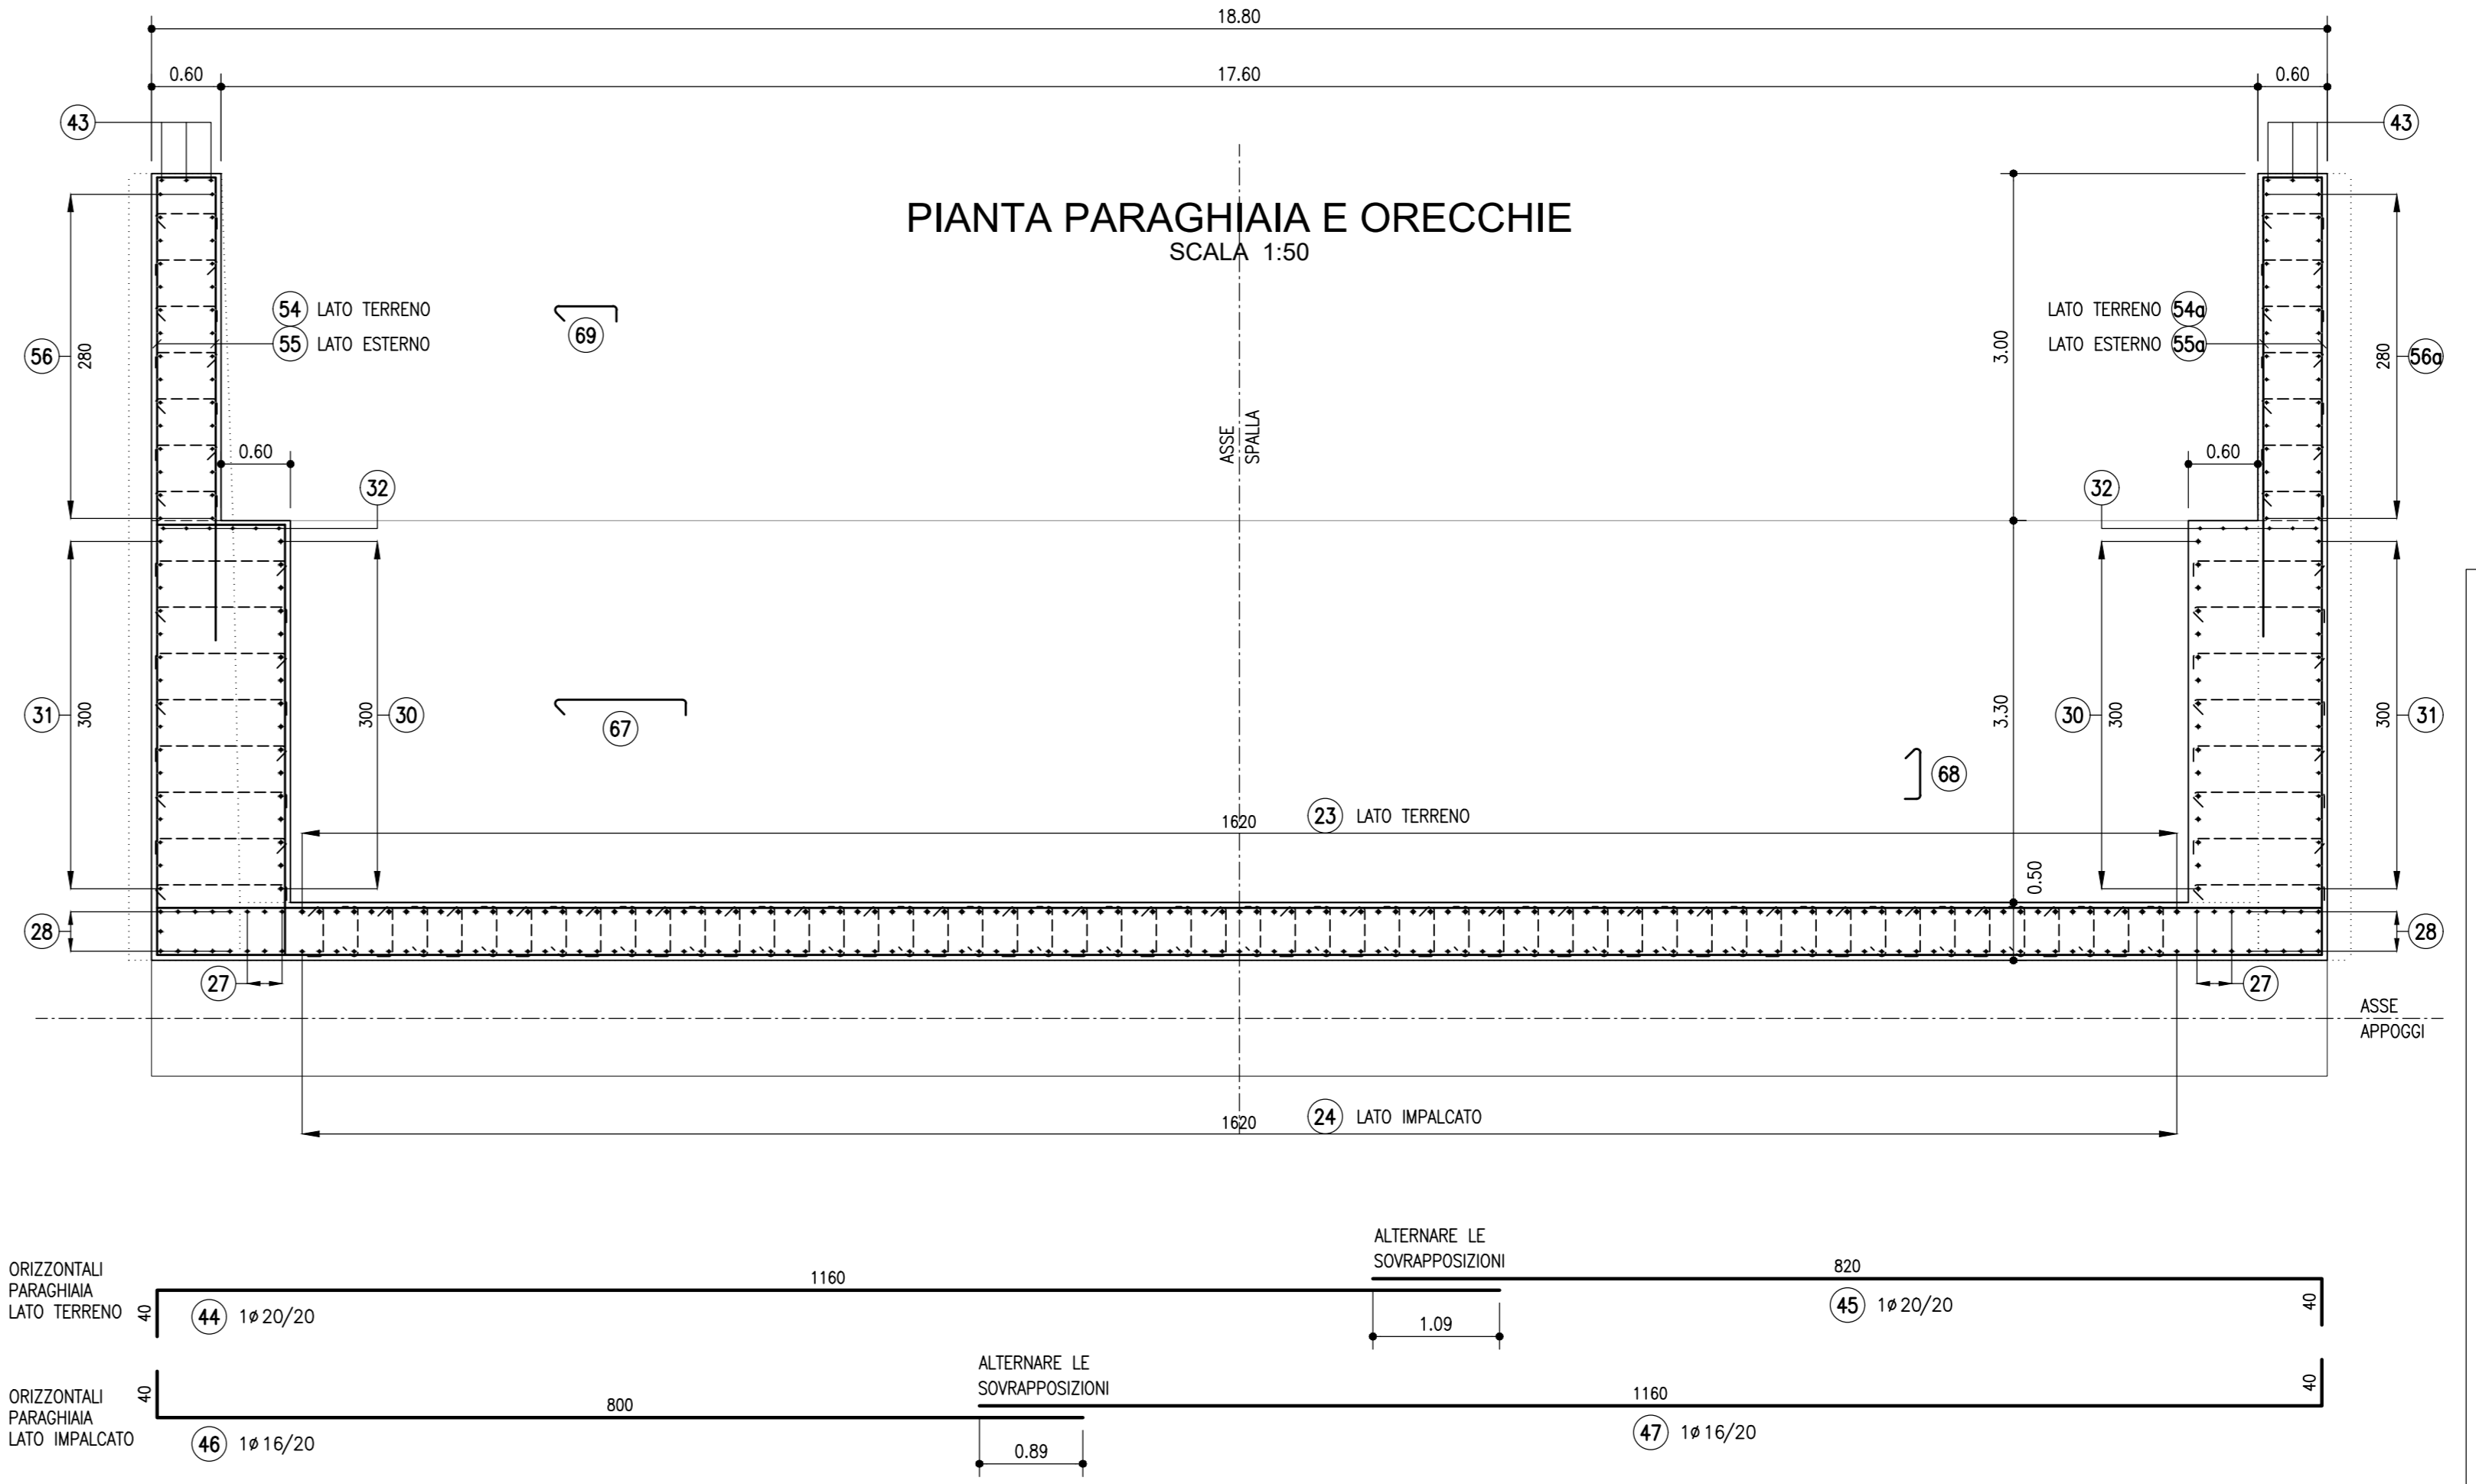 18.80
0.60
17.60
0.60
43
43
PIANTA PARAGHIAIA E ORECCHIE
SCALA 1:50
54 LATO TERRENO
55 LATO ESTERNO
69
LATO TERRENO 54a
LATO ESTERNO 55a
56
280
3.00
280
56a
ASSE
SPALLA
0.60
0.60
32
32
31
300
300
30
67
3.30
30
300
300
31
68
23 LATO TERRENO
1620
0.50
28
28
27
27
ASSE
APPOGGI
24 LATO IMPALCATO
1620
ALTERNARE LE
SOVRAPPOSIZIONI
ORIZZONTALI
PARAGHIAIA
LATO TERRENO
40
1160
820
44 1ø20/20
45 1ø20/20
40
1.09
ALTERNARE LE
SOVRAPPOSIZIONI
ORIZZONTALI
PARAGHIAIA
LATO IMPALCATO
40
800
1160
40
46 1ø16/20
47 1ø16/20
0.89